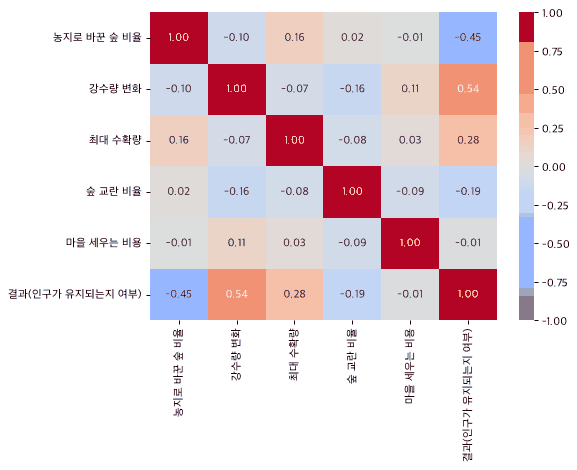 농지로 바꾼 숲 비율 1.00 -0.10 0.16 0.02 -0.01 -0.45
강수량 변화 -0.10 1.00 -0.07 -0.16 0.11 0.54
최대 수확량 0.16 -0.07 1.00 -0.08 0.03 0.28
숲 교란 비율 0.02 -0.16 -0.08 1.00 -0.09 -0.19
마을 세우는 비용 -0.01 0.11 0.03 -0.09 1.00 -0.01
결과(인구가 유지되는지 여부) -0.45 0.54 0.28 -0.19 -0.01 1.00
농지로 바꾼 숲 비율
강수량 변화
최대 수확량
숲 교란 비율
마을 세우는 비용
결과(인구가 유지되는지 여부)
1.00
0.75
0.50
0.25
0.00
-0.25
-0.50
-0.75
-1.00